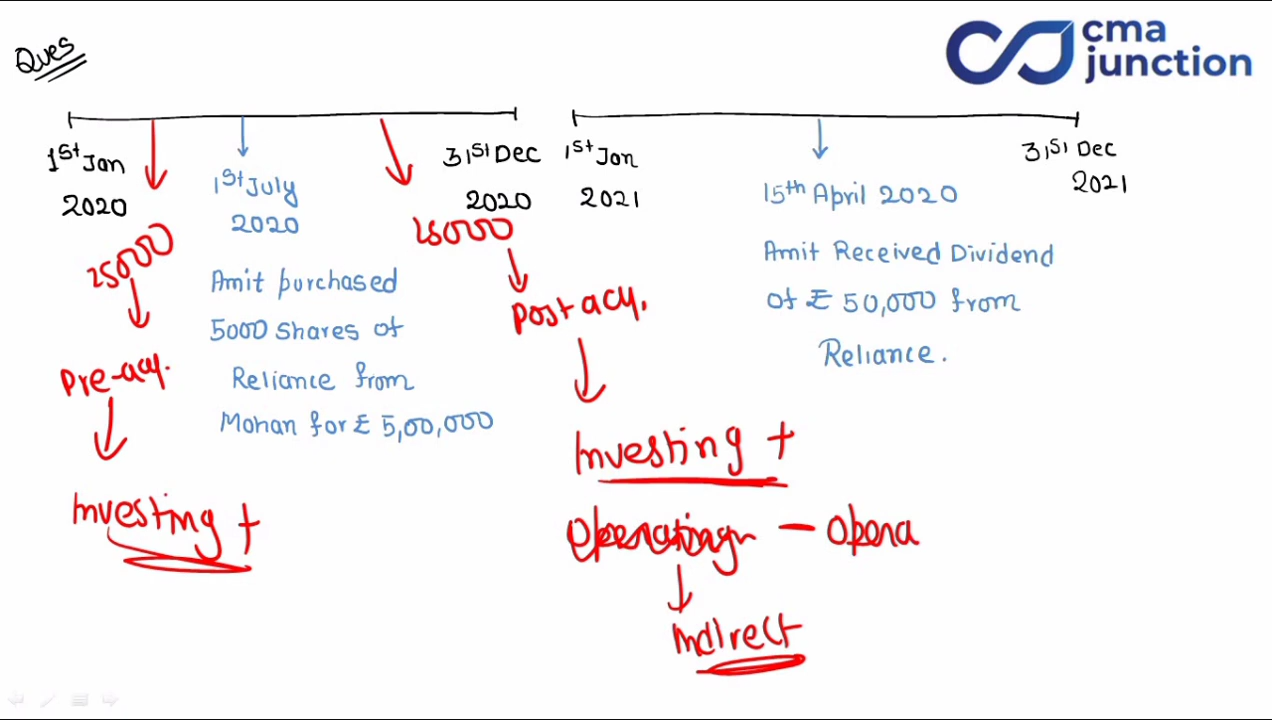 Ques
cma
junction
1st Jan
2020
1st July
2020
31st Dec
2020
1st Jan
2021
15th April 2020
31st Dec
2021
25000
25000
Amit purchased
5000 shares of
Reliance from
Mohan for £ 5,00,000
Amit Received Dividend
of £ 50,000 from
Reliance.
Pre-acq.
Post acq.
Investing +
Investing +
Operating - Opera
Indirect